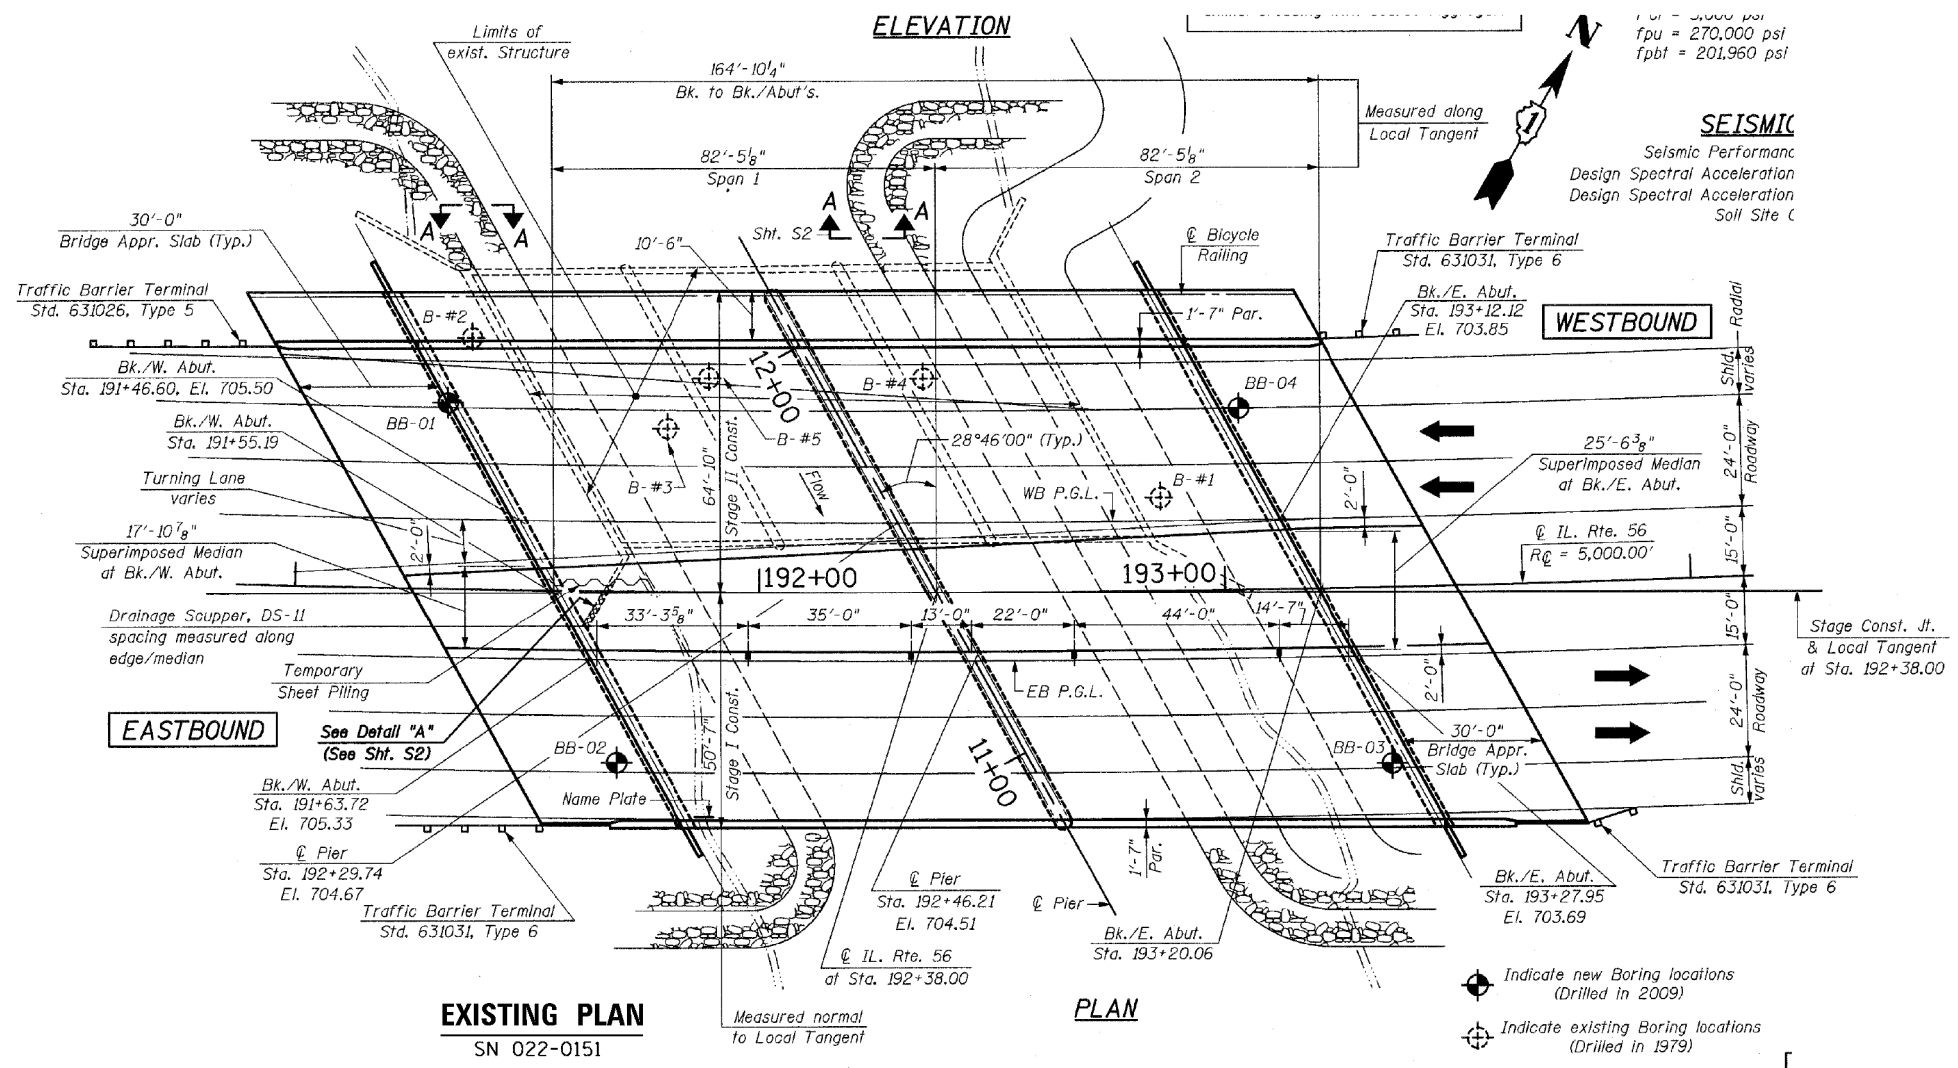 ELEVATION
fpu = 270,000 psi
fpbt = 201,960 psi
N
1
Limits of
exist. Structure
164'-10¼"
Bk. to Bk./Abut's.
Measured along
Local Tangent
SEISMIC
Seismic Performanc
Design Spectral Acceleration
Design Spectral Acceleration
Soil Site C
82'-5⅛"
Span 1
82'-5⅛"
Span 2
A
A
A
A
Sht. S2
30'-0"
Bridge Appr. Slab (Typ.)
10'-6"
℄ Bicycle
Railing
Traffic Barrier Terminal
Std. 631031, Type 6
Traffic Barrier Terminal
Std. 631026, Type 5
Bk./E. Abut.
Sta. 193+12.12
El. 703.85
WESTBOUND
Radial
B-#2
1'-7" Par.
Bk./W. Abut.
Sta. 191+46.60, El. 705.50
12+00
B-#4
BB-04
Shld.
varies
BB-01
Bk./W. Abut.
Sta. 191+55.19
B-#5
28°46'00" (Typ.)
25'-6⅜"
Superimposed Median
at Bk./E. Abut.
24'-0"
Roadway
Turning Lane
varies
B-#3
64'-10"
Stage II Const.
Flow
WB P.G.L.
B-#1
2'-0"
17'-10⅞"
Superimposed Median
at Bk./W. Abut.
2'-0"
℄ IL. Rte. 56
R℄ = 5,000.00'
15'-0"
192+00
193+00
Drainage Scupper, DS-11
spacing measured along
edge/median
33'-3⅝"
35'-0"
13'-0"
22'-0"
44'-0"
14'-7"
15'-0"
Stage Const. Jt.
& Local Tangent
at Sta. 192+38.00
Temporary
Sheet Piling
EB P.G.L.
2'-0"
EASTBOUND
See Detail "A"
(See Sht. S2)
BB-02
50'-7"
Stage I Const.
11+00
BB-03
30'-0"
Bridge Appr.
Slab (Typ.)
24'-0"
Roadway
Bk./W. Abut.
Sta. 191+63.72
El. 705.33
Name Plate
Shld.
varies
℄ Pier
Sta. 192+29.74
El. 704.67
1'-7"
Par.
℄ Pier
Sta. 192+46.21
El. 704.51
℄ Pier
Bk./E. Abut.
Sta. 193+27.95
El. 703.69
Traffic Barrier Terminal
Std. 631031, Type 6
Traffic Barrier Terminal
Std. 631031, Type 6
Bk./E. Abut.
Sta. 193+20.06
℄ IL. Rte. 56
at Sta. 192+38.00
Indicate new Boring locations
(Drilled in 2009)
EXISTING PLAN
SN 022-0151
Measured normal
to Local Tangent
PLAN
Indicate existing Boring locations
(Drilled in 1979)